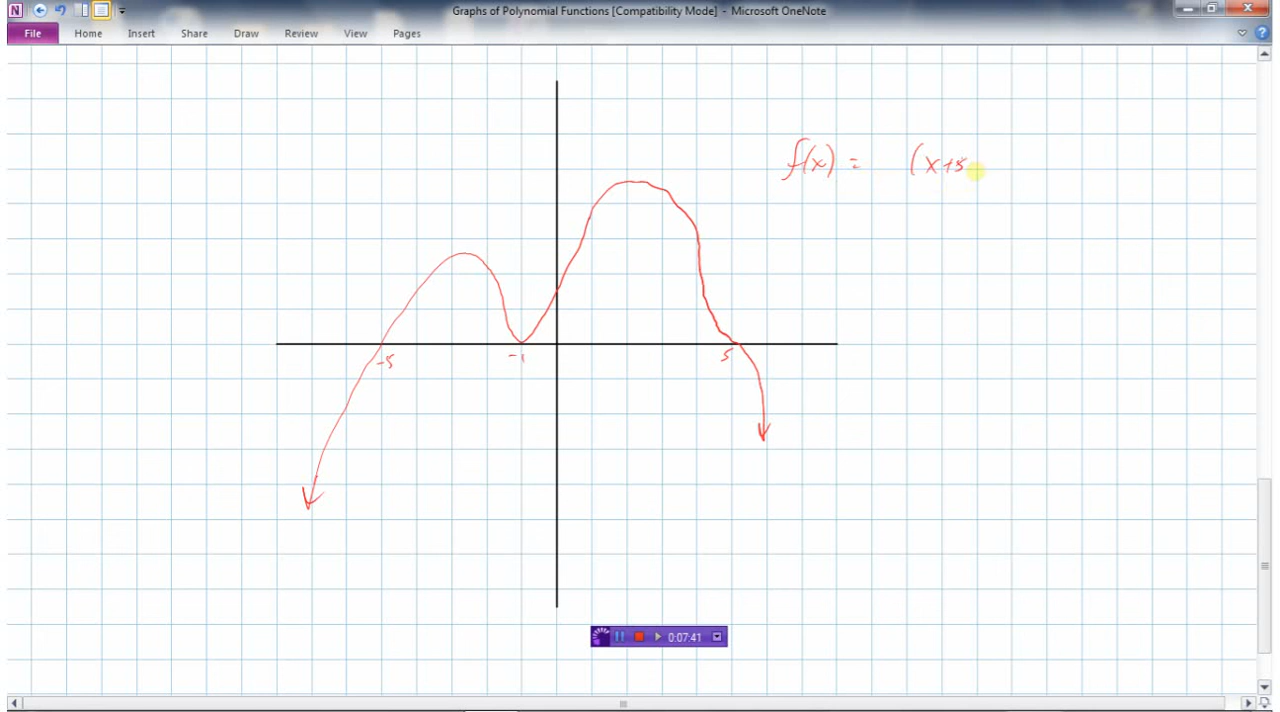 Graphs of Polynomial Functions [Compatibility Mode] - Microsoft OneNote
File Home Insert Share Draw Review View Pages
f(x) = (x+5
-5 -1 5
0:07:41